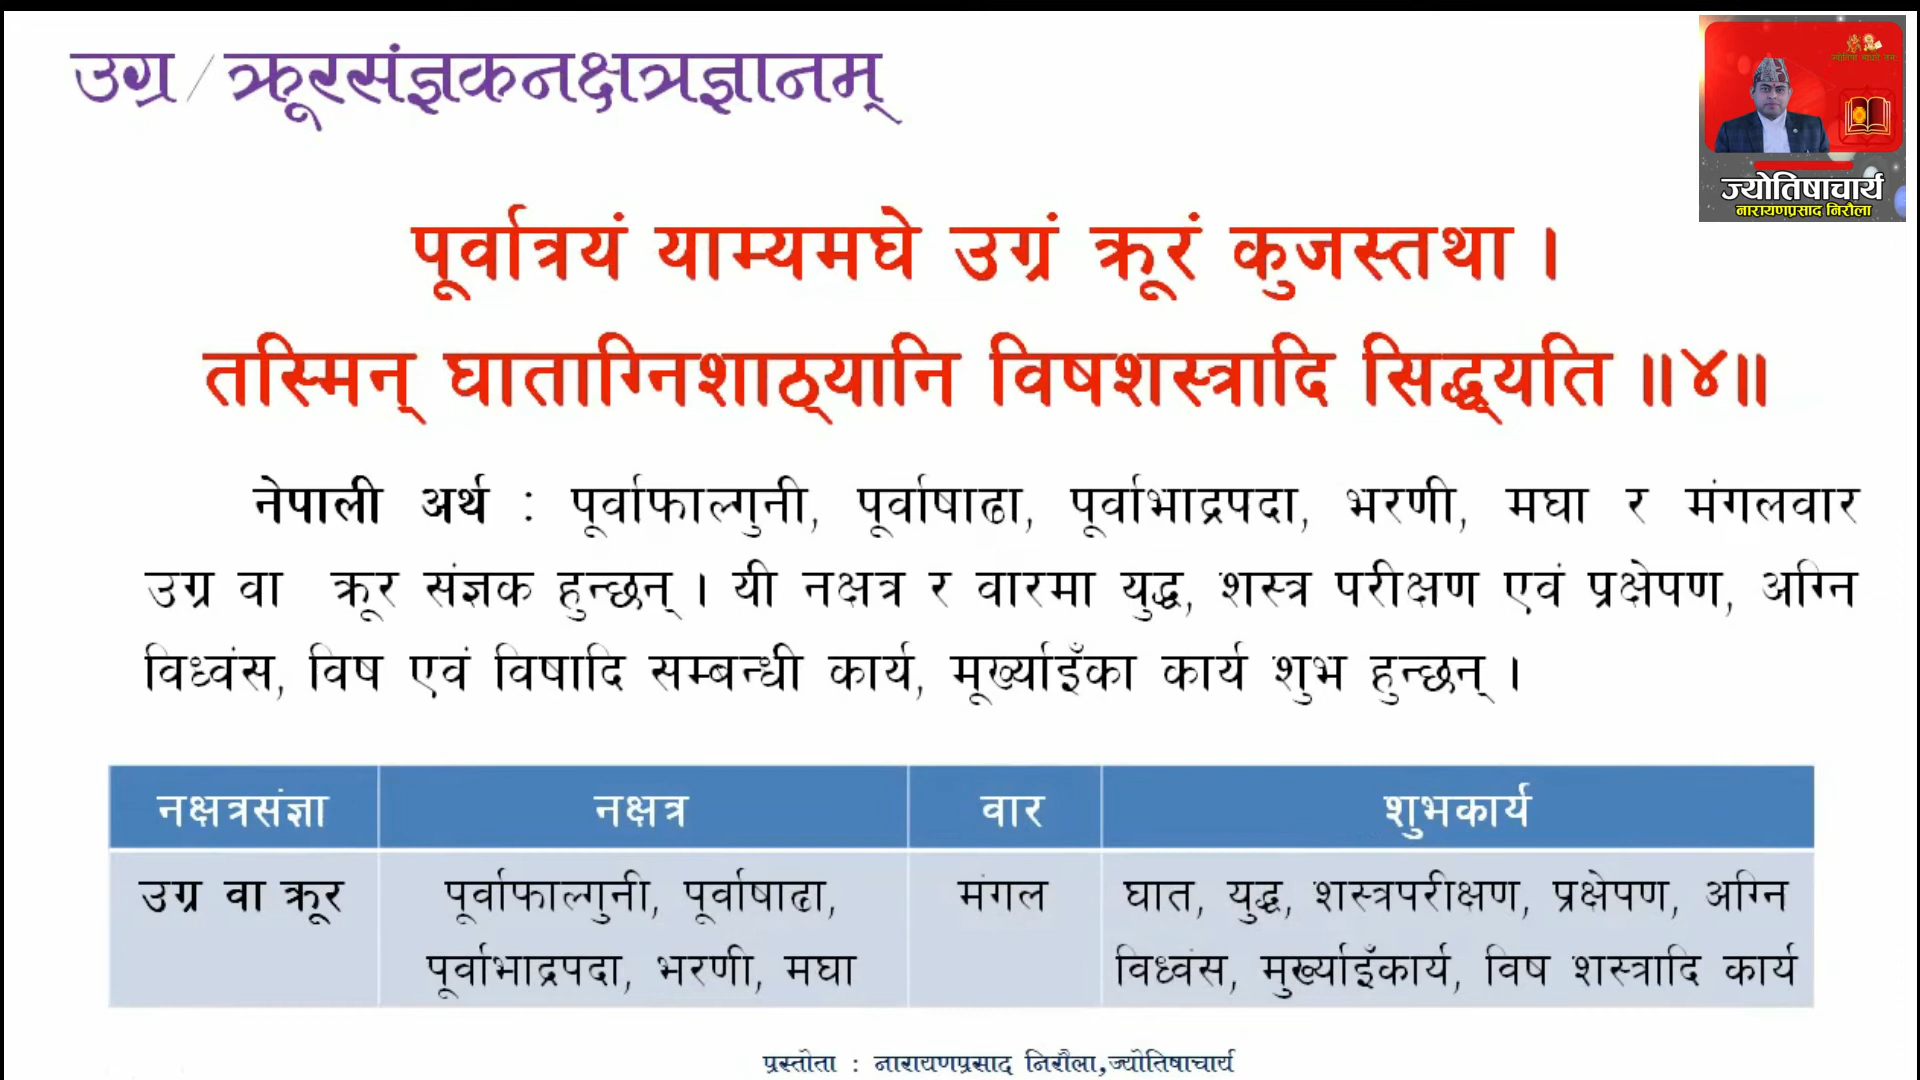 उग्र/क्रूरसंज्ञकनक्षत्रज्ञानम्
ज्योतिषाचार्य
नारायणप्रसाद निरौला
पूर्वात्रयं याम्यमघे उग्रं क्रूरं कुजस्तथा ।
तस्मिन् घाताग्निशाठ्यानि विषशस्त्रादि सिद्ध्यति ॥४॥
नेपाली अर्थ : पूर्वाफाल्गुनी, पूर्वाषाढा, पूर्वाभाद्रपदा, भरणी, मघा र मंगलवार
उग्र वा क्रूर संज्ञक हुन्छन् । यी नक्षत्र र वारमा युद्ध, शस्त्र परीक्षण एवं प्रक्षेपण, अग्नि
विध्वंस, विष एवं विषादि सम्बन्धी कार्य, मूर्ख्याइँका कार्य शुभ हुन्छन् ।
नक्षत्रसंज्ञा नक्षत्र वार शुभकार्य
उग्र वा क्रूर पूर्वाफाल्गुनी, पूर्वाषाढा, मंगल घात, युद्ध, शस्त्रपरीक्षण, प्रक्षेपण, अग्नि
पूर्वाभाद्रपदा, भरणी, मघा विध्वंस, मुर्ख्याइँकार्य, विष शस्त्रादि कार्य
प्रस्तोता : नारायणप्रसाद निरौला,ज्योतिषाचार्य